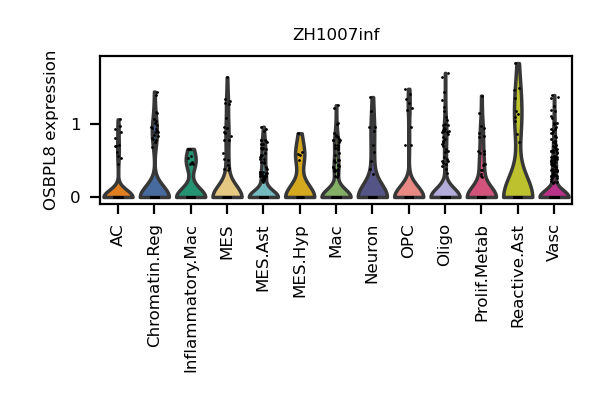 ZH1007inf
OSBPL8 expression
1
0
AC
Chromatin.Reg
Inflammatory.Mac
MES
MES.Ast
MES.Hyp
Mac
Neuron
OPC
Oligo
Prolif.Metab
Reactive.Ast
Vasc